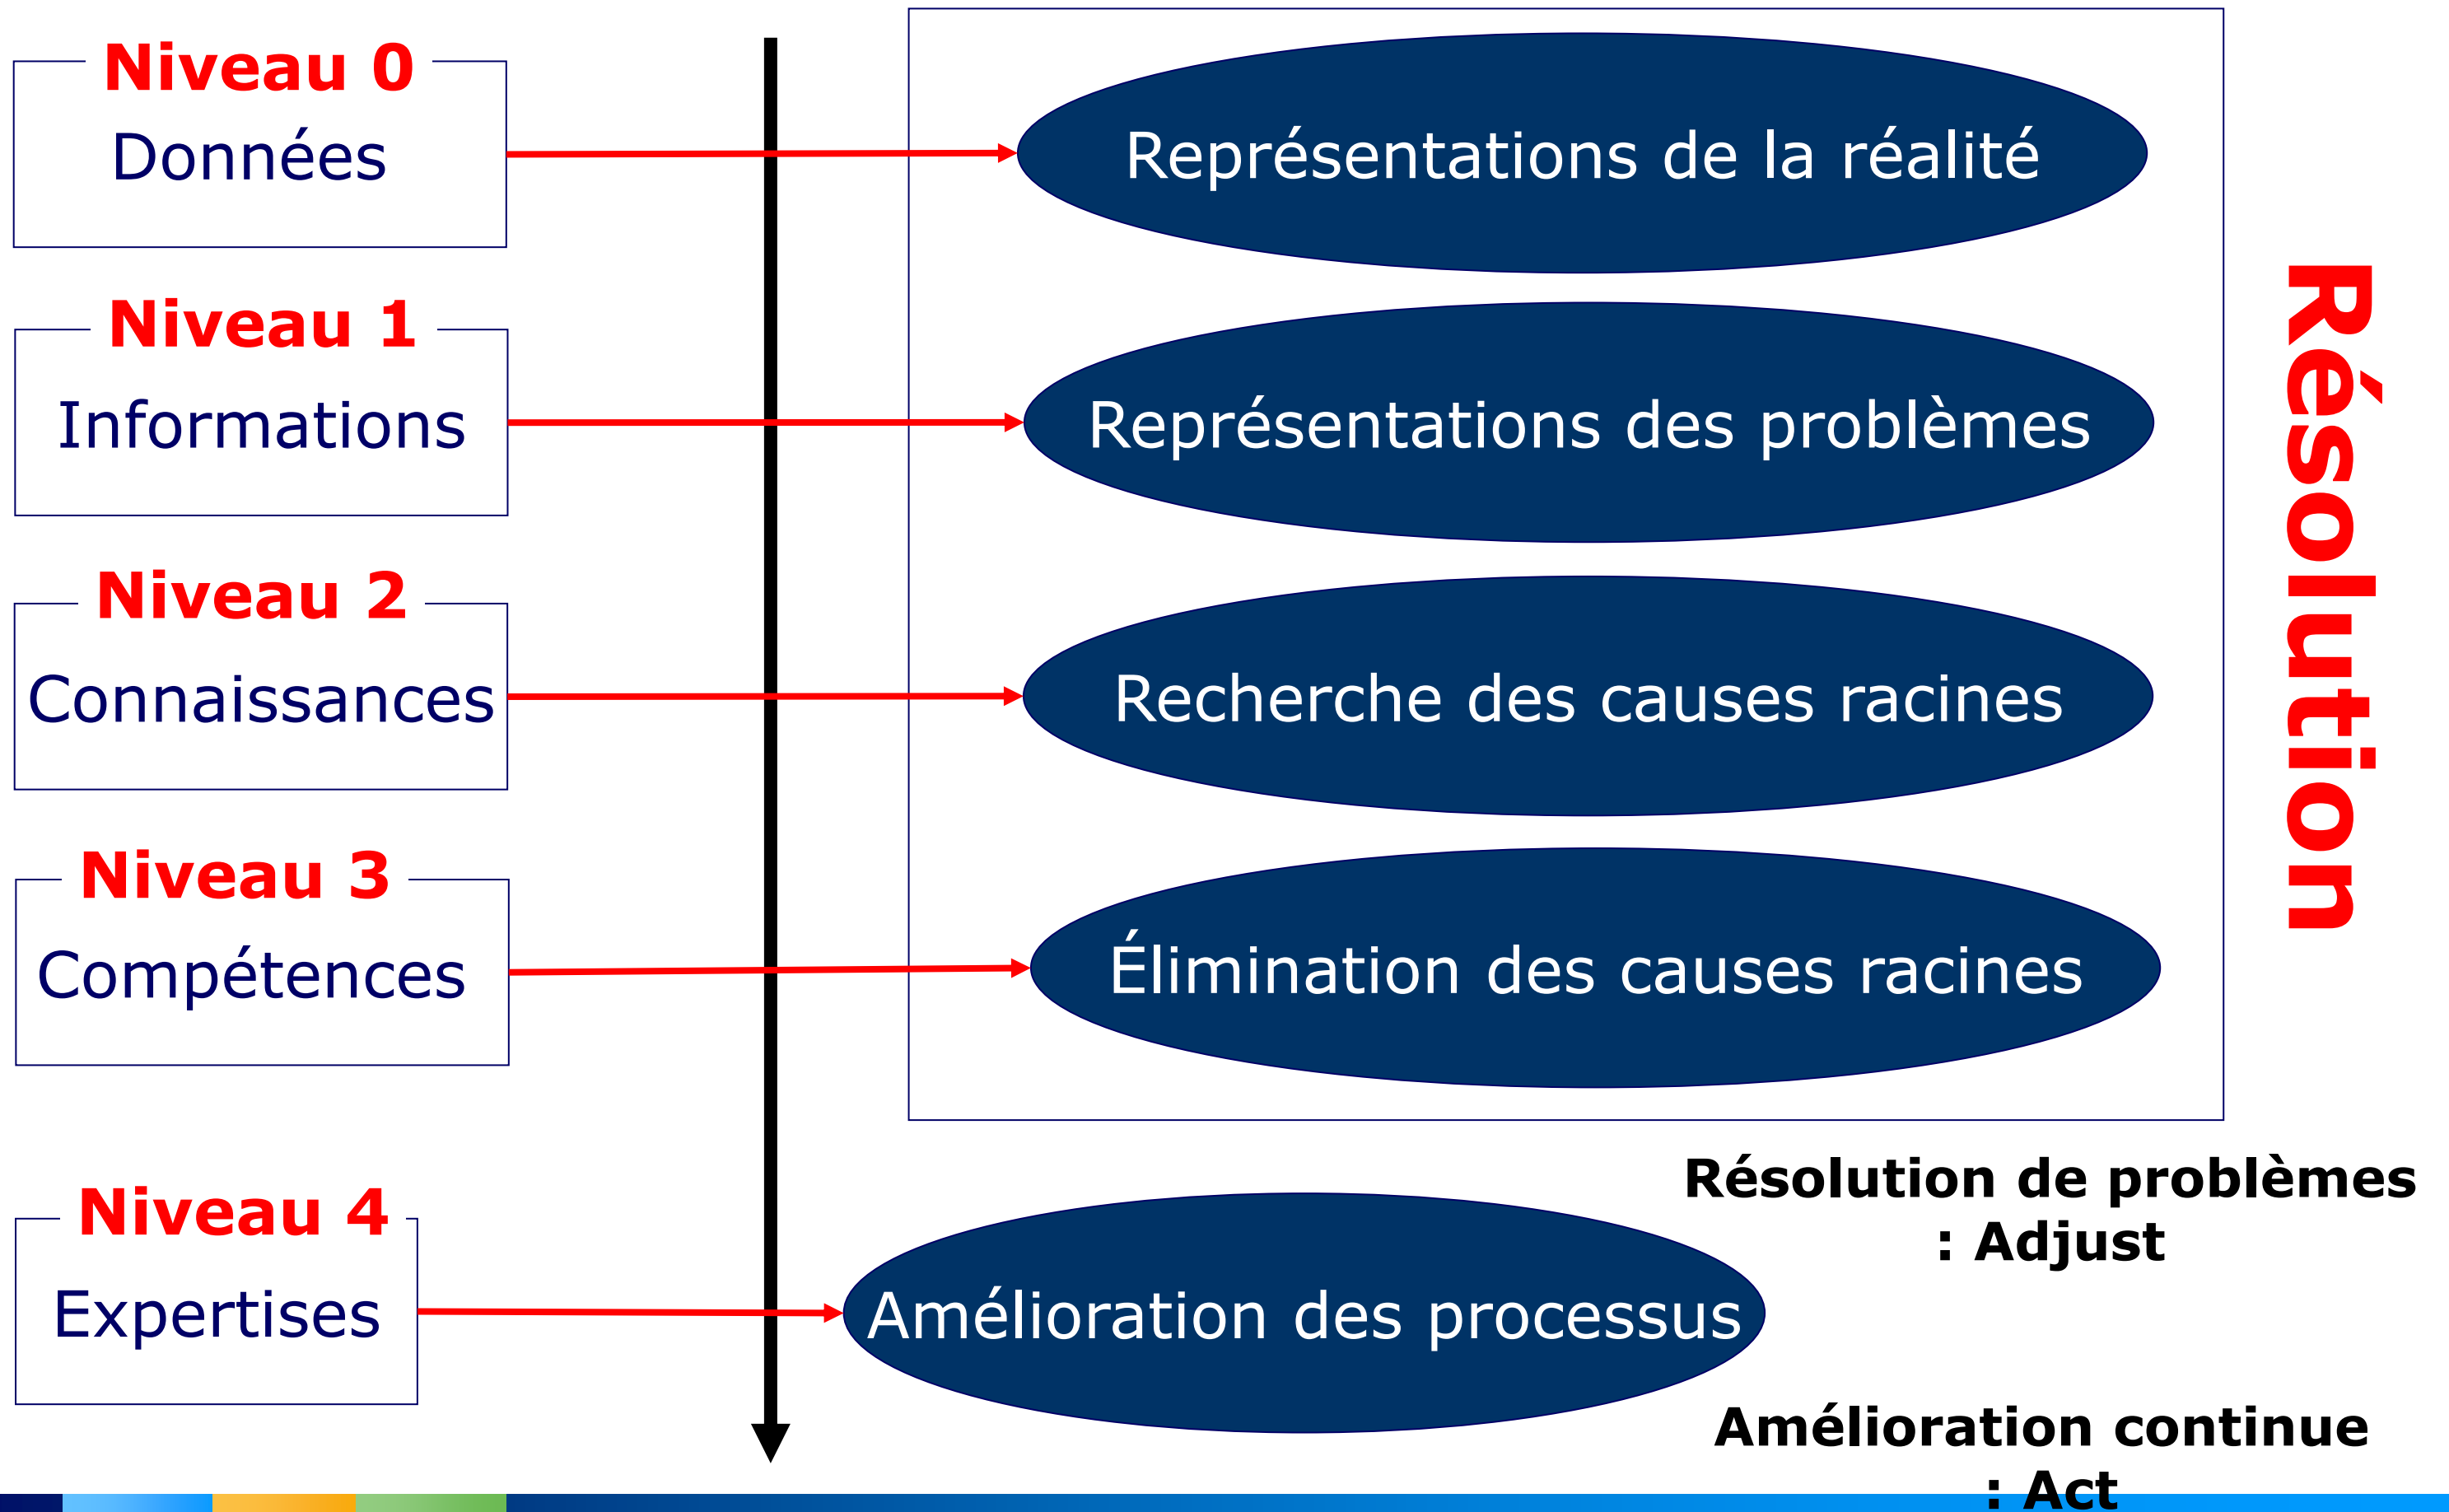 Niveau 0
Données
Représentations de la réalité
Niveau 1
Informations
Représentations des problèmes
Niveau 2
Connaissances
Recherche des causes racines
Niveau 3
Compétences
Élimination des causes racines
Résolution
Niveau 4
Expertises
Amélioration des processus
Résolution de problèmes
: Adjust
Amélioration continue
: Act